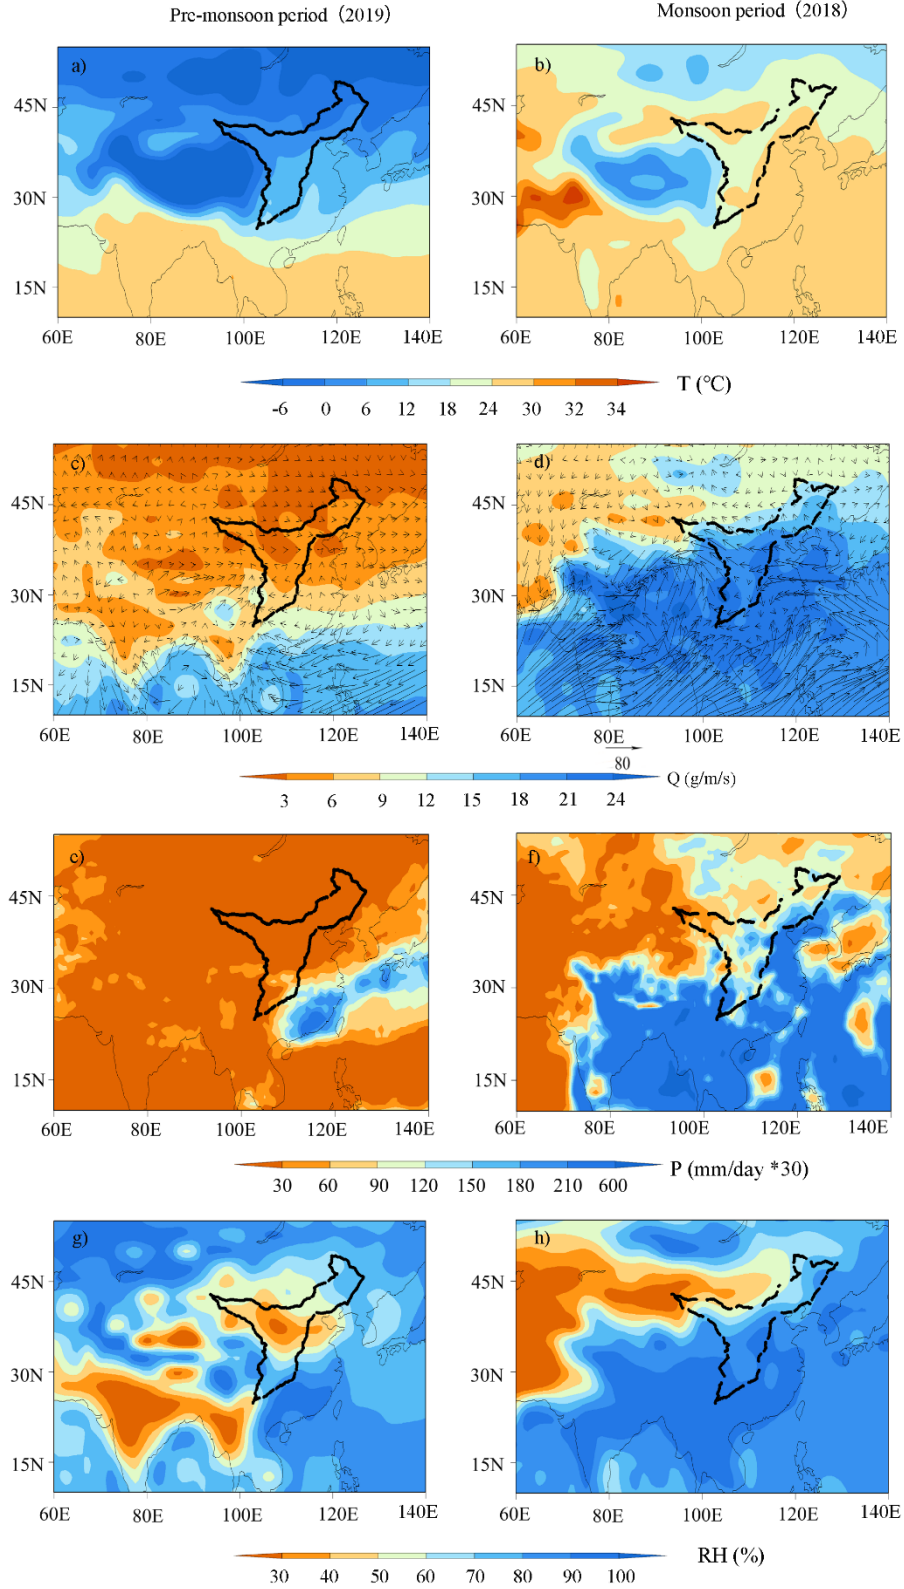 Pre-monsoon period (2019)
Monsoon period (2018)
a)
b)
45N
30N
15N
60E 80E 100E 120E 140E
45N
30N
15N
60E 80E 100E 120E 140E
T (°C)
-6 0 6 12 18 24 30 32 34
c)
d)
45N
30N
15N
60E 80E 100E 120E 140E
45N
30N
15N
60E 80E 100E 120E 140E
80
Q (g/m/s)
3 6 9 12 15 18 21 24
e)
f)
45N
30N
15N
60E 80E 100E 120E 140E
45N
30N
15N
60E 80E 100E 120E 140E
P (mm/day *30)
30 60 90 120 150 180 210 600
g)
h)
45N
30N
15N
60E 80E 100E 120E 140E
45N
30N
15N
60E 80E 100E 120E 140E
RH (%)
30 40 50 60 70 80 90 100